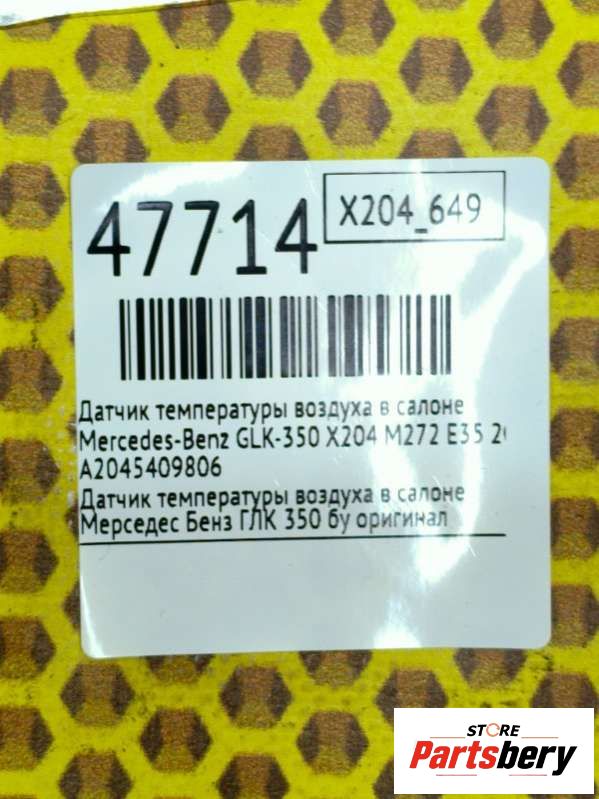 47714
X204_649
Датчик температуры воздуха в салоне
Mercedes-Benz GLK-350 X204 M272 E35
A2045409806
Датчик температуры воздуха в салоне
Мерседес Бенз ГЛК 350 бу оригинал
STORE
Partsbery